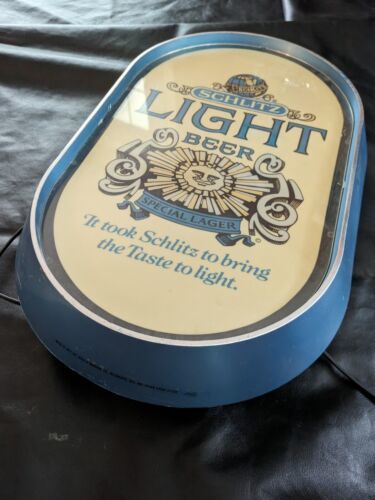 SCHLITZ
LIGHT
BEER
SPECIAL LAGER
It took Schlitz to bring
the Taste to light.